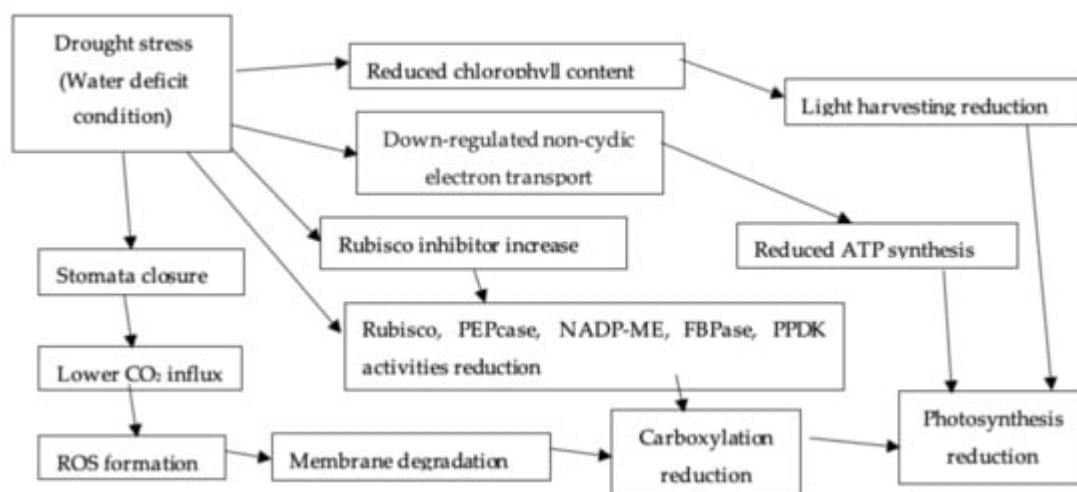 Drought stress
(Water deficit
condition)
Reduced chlorophyll content
Light harvesting reduction
Down-regulated non-cyclic
electron transport
Rubisco inhibitor increase
Reduced ATP synthesis
Stomata closure
Rubisco, PEPcase, NADP-ME, FBPase, PPDK
activities reduction
Lower CO₂ influx
Carboxylation
reduction
Photosynthesis
reduction
ROS formation
Membrane degradation